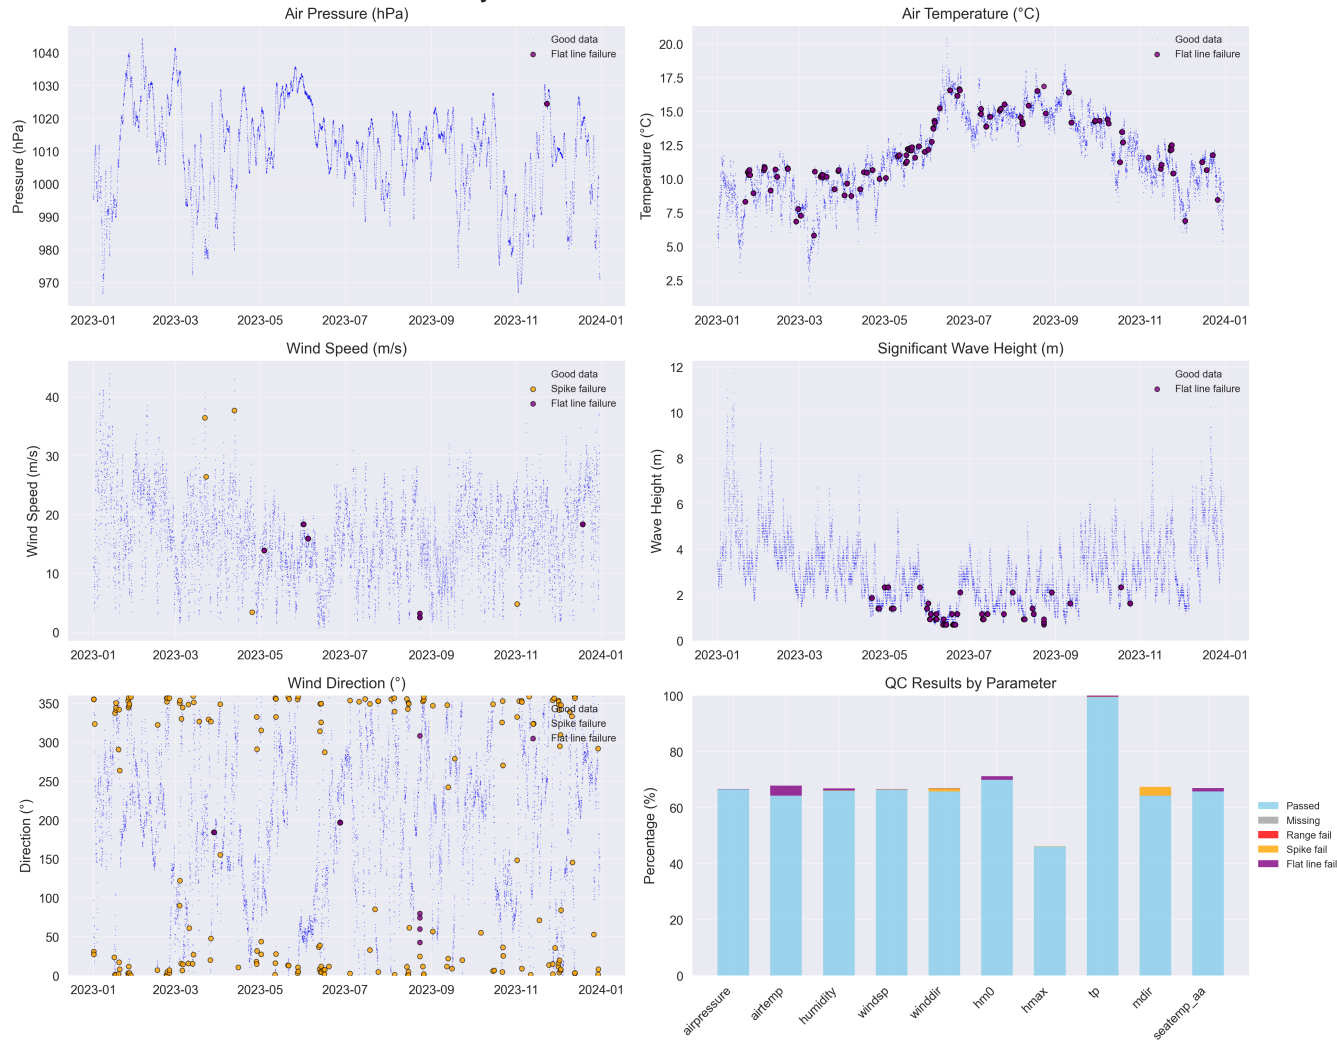 Air Pressure (hPa)
Good data
Flat line failure
Pressure (hPa)
1040
1030
1020
1010
1000
990
980
970
2023-01 2023-03 2023-05 2023-07 2023-09 2023-11 2024-01
Air Temperature (°C)
Good data
Flat line failure
Temperature (°C)
20.0
17.5
15.0
12.5
10.0
7.5
5.0
2.5
2023-01 2023-03 2023-05 2023-07 2023-09 2023-11 2024-01
Wind Speed (m/s)
Good data
Spike failure
Flat line failure
Wind Speed (m/s)
40
30
20
10
0
2023-01 2023-03 2023-05 2023-07 2023-09 2023-11 2024-01
Significant Wave Height (m)
Good data
Flat line failure
Wave Height (m)
12
10
8
6
4
2
0
2023-01 2023-03 2023-05 2023-07 2023-09 2023-11 2024-01
Wind Direction (°)
Good data
Spike failure
Flat line failure
Direction (°)
350
300
250
200
150
100
50
0
2023-01 2023-03 2023-05 2023-07 2023-09 2023-11 2024-01
QC Results by Parameter
Percentage (%)
100
80
60
40
20
0
airpressure airtemp humidity windsp winddir hm0 hmax tp mdir seatemp_aa
Passed
Missing
Range fail
Spike fail
Flat line fail